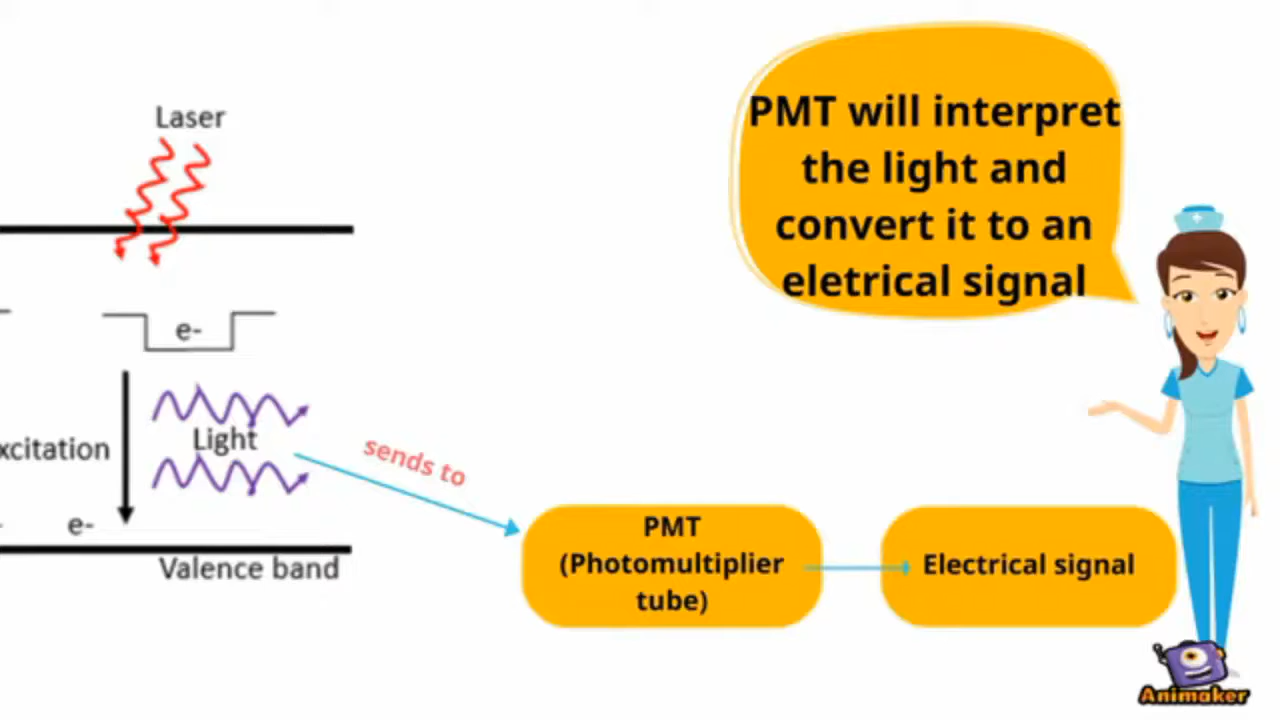 Laser
PMT will interpret
the light and
convert it to an
eletrical signal
e-
Light
xcitation
sends to
e-
Valence band
PMT
(Photomultiplier
tube)
Electrical signal
Animaker